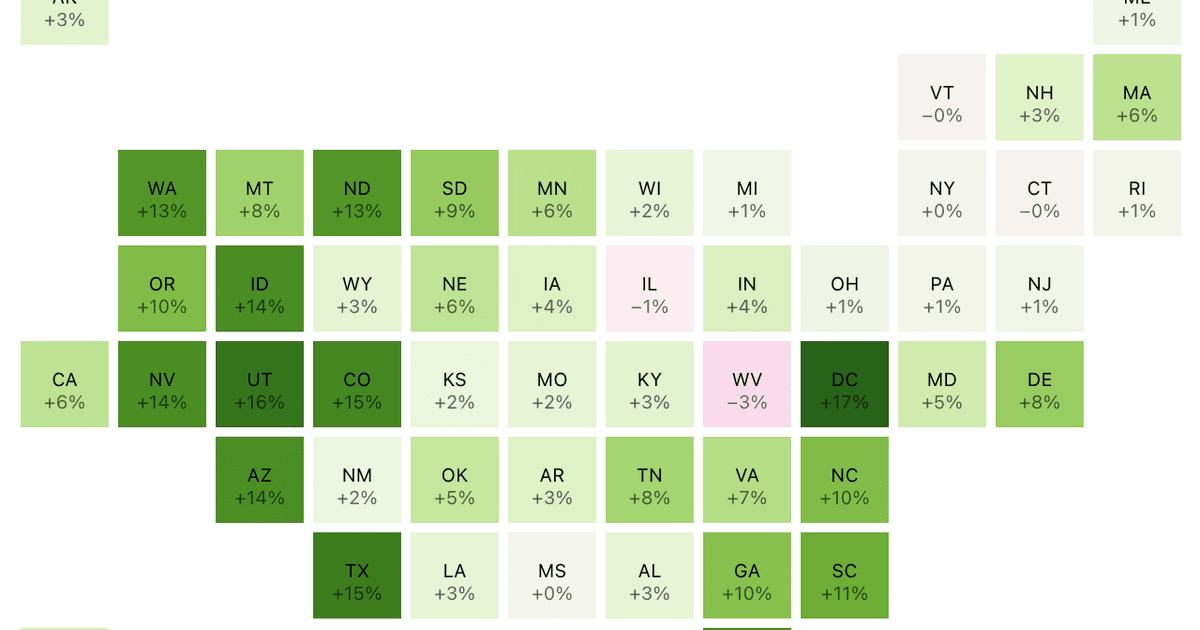 AK
+3%
ME
+1%
VT
−0%
NH
+3%
MA
+6%
WA
+13%
MT
+8%
ND
+13%
SD
+9%
MN
+6%
WI
+2%
MI
+1%
NY
+0%
CT
−0%
RI
+1%
OR
+10%
ID
+14%
WY
+3%
NE
+6%
IA
+4%
IL
−1%
IN
+4%
OH
+1%
PA
+1%
NJ
+1%
CA
+6%
NV
+14%
UT
+16%
CO
+15%
KS
+2%
MO
+2%
KY
+3%
WV
−3%
DC
+17%
MD
+5%
DE
+8%
AZ
+14%
NM
+2%
OK
+5%
AR
+3%
TN
+8%
VA
+7%
NC
+10%
TX
+15%
LA
+3%
MS
+0%
AL
+3%
GA
+10%
SC
+11%